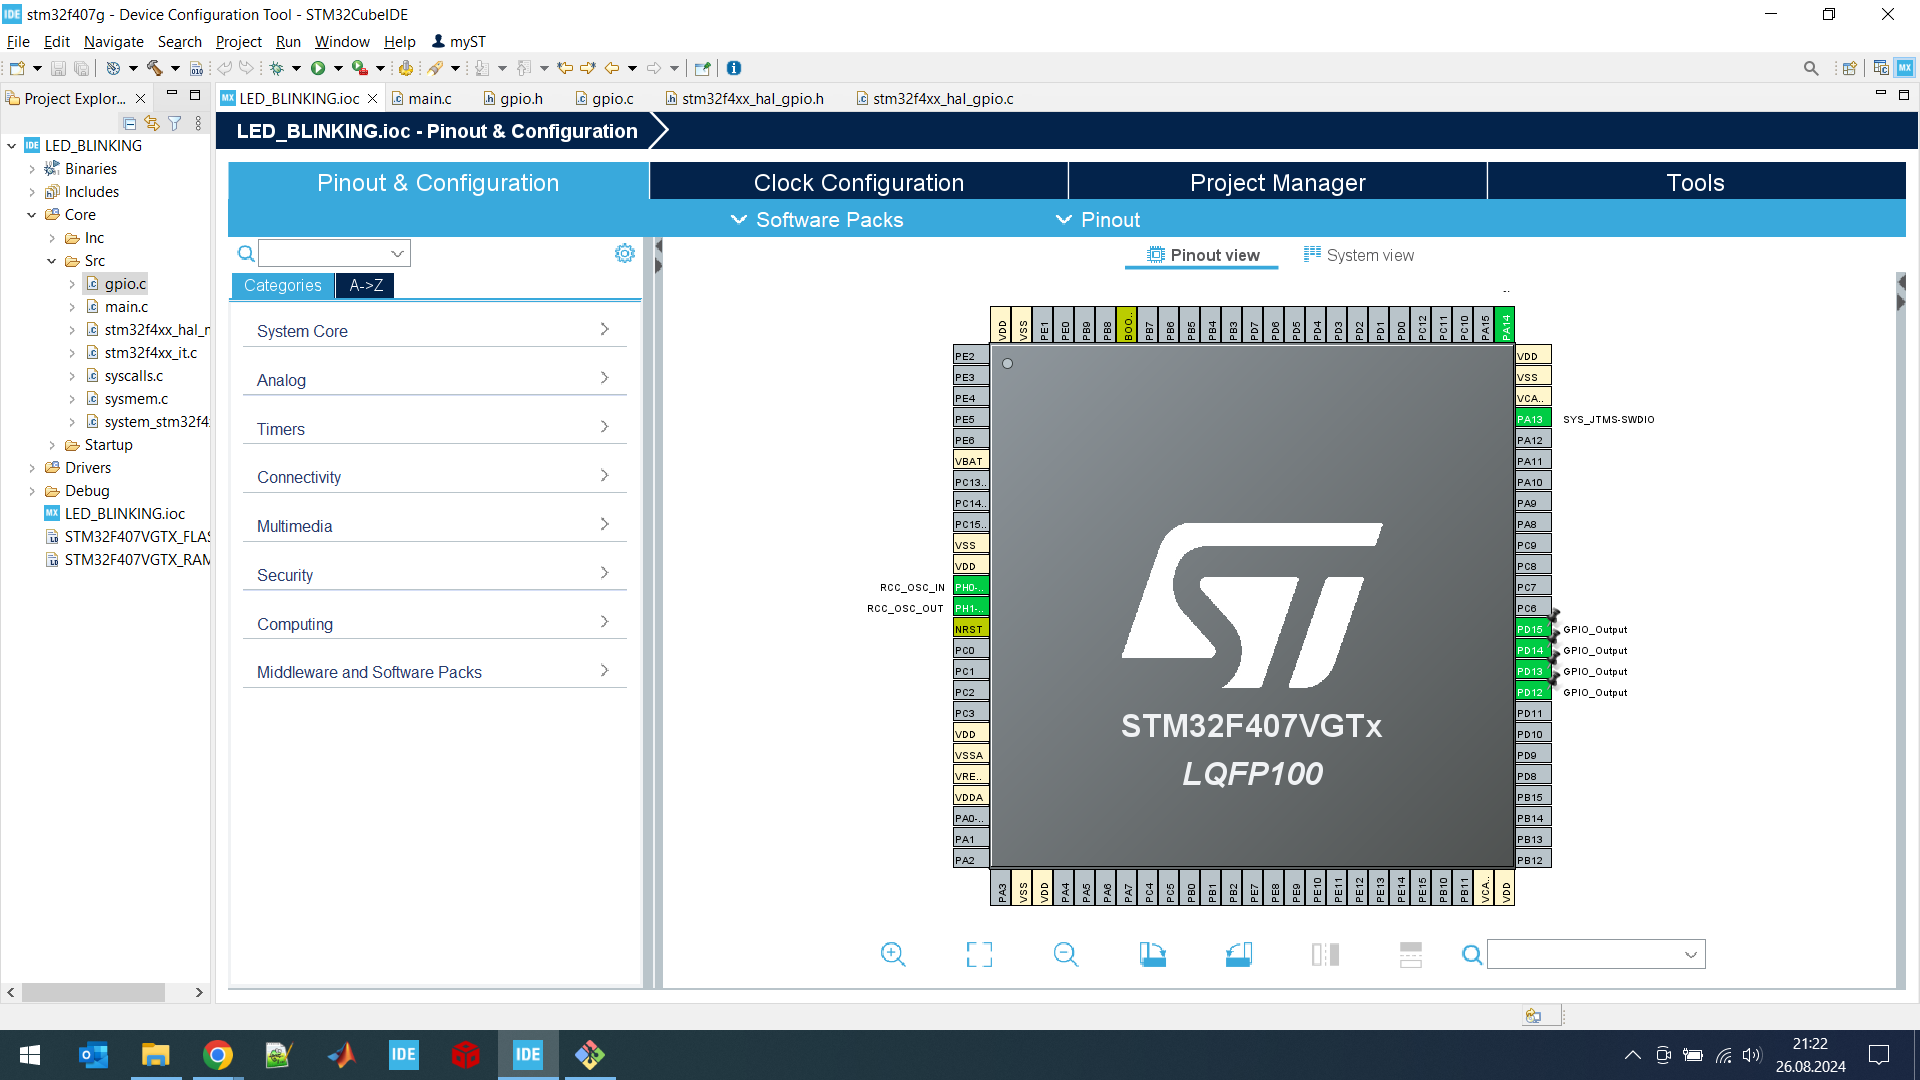 IDE stm32f407g - Device Configuration Tool - STM32CubeIDE
File Edit Navigate Search Project Run Window Help myST
Project Explor...
LED_BLINKING.ioc main.c gpio.h gpio.c stm32f4xx_hal_gpio.h stm32f4xx_hal_gpio.c
LED_BLINKING.ioc - Pinout & Configuration
IDE LED_BLINKING
Binaries
Includes
Core
Inc
Src
gpio.c
main.c
stm32f4xx_hal_
stm32f4xx_it.c
syscalls.c
sysmem.c
system_stm32f4
Startup
Drivers
Debug
MX LED_BLINKING.ioc
STM32F407VGTX_FLAS
STM32F407VGTX_RAM
Pinout & Configuration
Clock Configuration
Project Manager
Tools
Software Packs
Pinout
Categories
A->Z
System Core
Analog
Timers
Connectivity
Multimedia
Security
Computing
Middleware and Software Packs
Pinout view
System view
VDD VSS PE1 PE0 PB9 PB8 BOO.. PB7 PB6 PB5 PB4 PB3 PD7 PD6 PD5 PD4 PD3 PD2 PD1 PD0 PC12 PC11 PC10 PA15 PA14
PE2
PE3
PE4
PE5
PE6
VBAT
PC13..
PC14..
PC15..
VSS
VDD
RCC_OSC_IN PH0-..
RCC_OSC_OUT PH1-..
NRST
PC0
PC1
PC2
PC3
VDD
VSSA
VRE..
VDDA
PA0-..
PA1
PA2
VDD
VSS
VCA..
PA13 SYS_JTMS-SWDIO
PA12
PA11
PA10
PA9
PA8
PC9
PC8
PC7
PC6
PD15 GPIO_Output
PD14 GPIO_Output
PD13 GPIO_Output
PD12 GPIO_Output
PD11
PD10
PD9
PD8
PB15
PB14
PB13
PB12
ST
STM32F407VGTx
LQFP100
PA3 VSS VDD PA4 PA5 PA6 PA7 PC4 PC5 PB0 PB1 PB2 PE7 PE8 PE9 PE10 PE11 PE12 PE13 PE14 PE15 PB10 PB11 VCA.. VDD
IDE IDE
21:22
26.08.2024